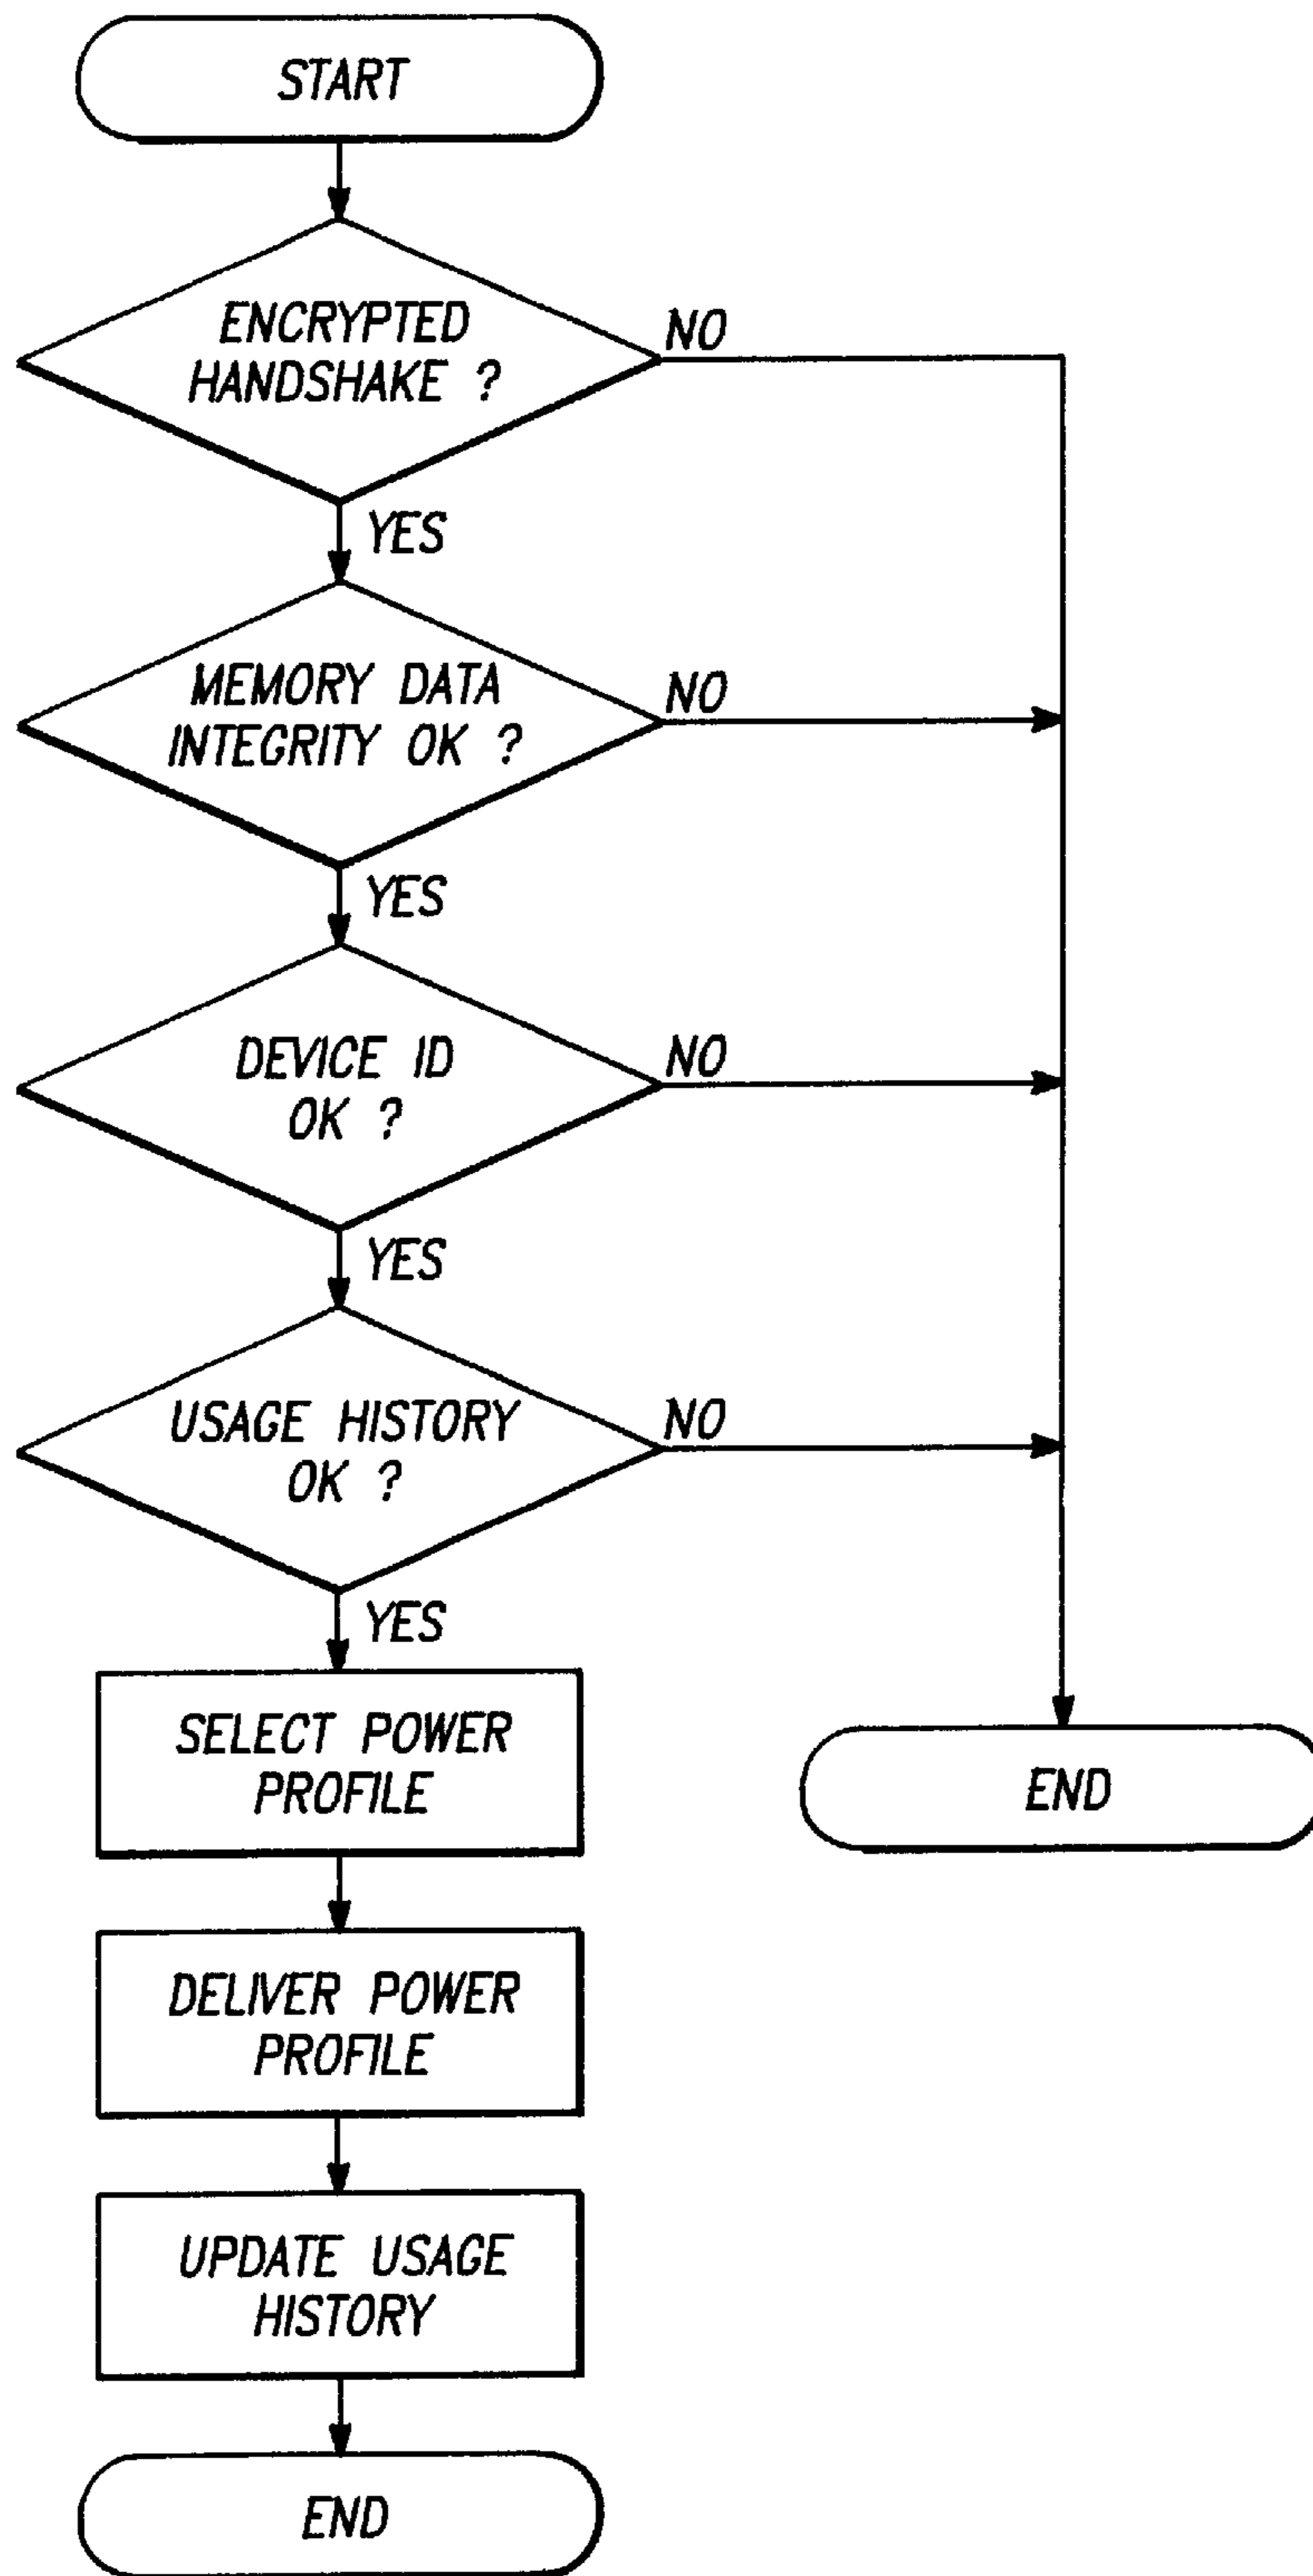 START
ENCRYPTED
HANDSHAKE ?
NO
YES
MEMORY DATA
INTEGRITY OK ?
NO
YES
DEVICE ID
OK ?
NO
YES
USAGE HISTORY
OK ?
NO
YES
SELECT POWER
PROFILE
END
DELIVER POWER
PROFILE
UPDATE USAGE
HISTORY
END